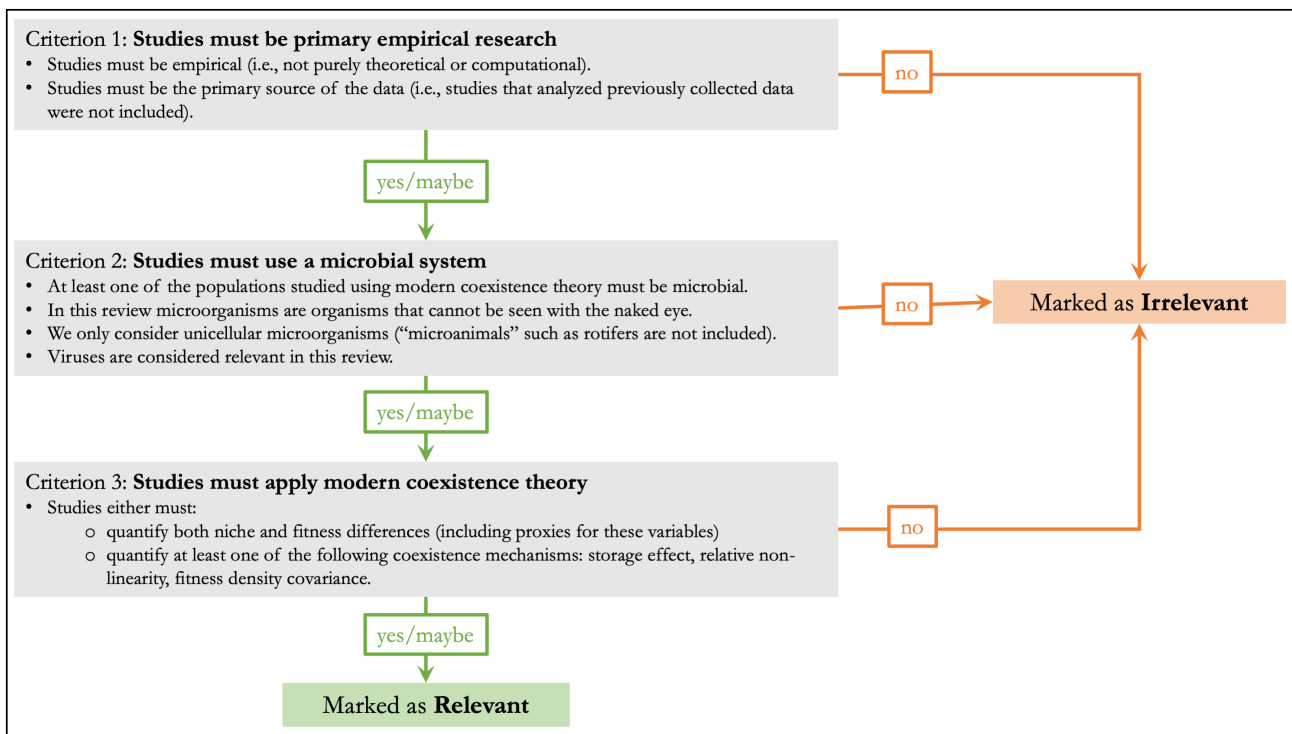 Criterion 1: Studies must be primary empirical research
• Studies must be empirical (i.e., not purely theoretical or computational).
• Studies must be the primary source of the data (i.e., studies that analyzed previously collected data
were not included).
no
yes/maybe
Criterion 2: Studies must use a microbial system
• At least one of the populations studied using modern coexistence theory must be microbial.
• In this review microorganisms are organisms that cannot be seen with the naked eye.
• We only consider unicellular microorganisms (“microanimals” such as rotifers are not included).
• Viruses are considered relevant in this review.
no
Marked as Irrelevant
yes/maybe
Criterion 3: Studies must apply modern coexistence theory
• Studies either must:
o quantify both niche and fitness differences (including proxies for these variables)
o quantify at least one of the following coexistence mechanisms: storage effect, relative non-
linearity, fitness density covariance.
no
yes/maybe
Marked as Relevant